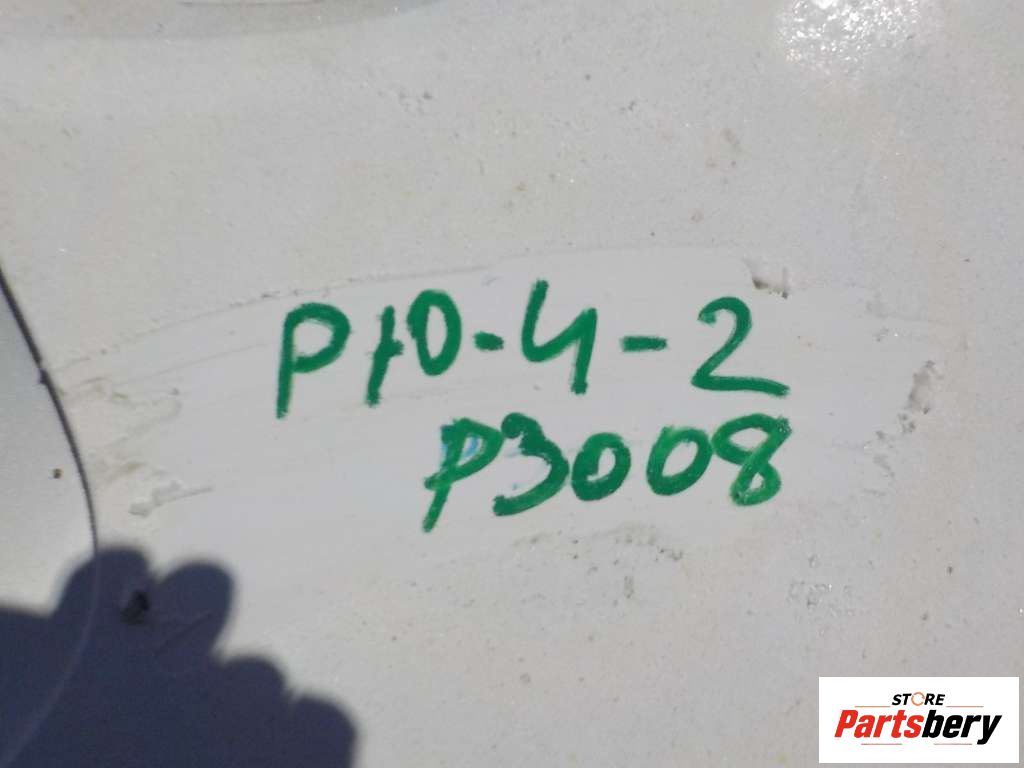 P10-4-2
P3008
STORE
Partsbery